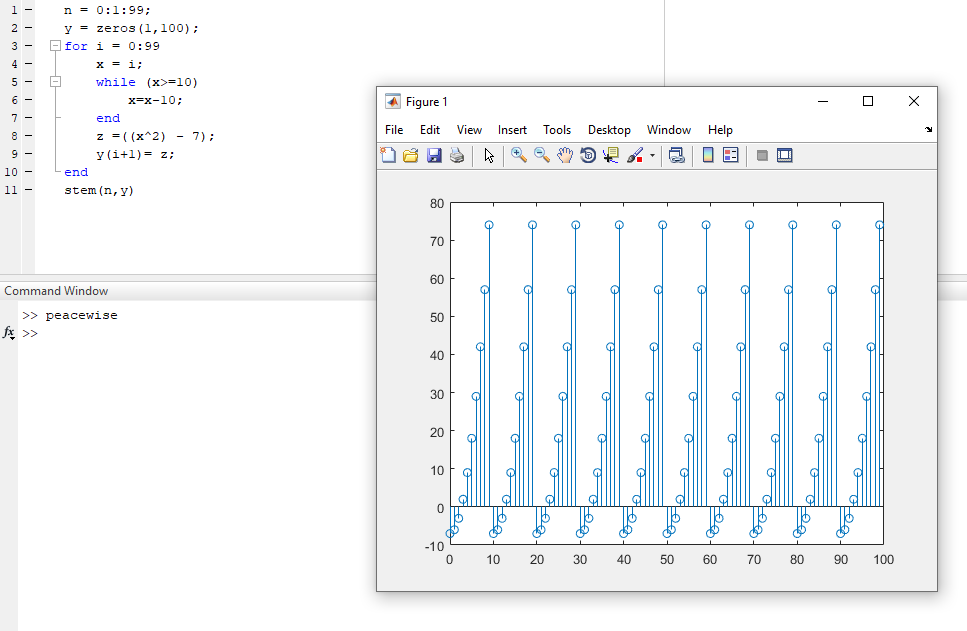 1 – n = 0:1:99;
2 – y = zeros(1,100);
3 – for i = 0:99
4 – x = i;
5 – while (x>=10)
6 – x=x-10;
7 – end
8 – z =((x^2) - 7);
9 – y(i+1)= z;
10 – end
11 – stem(n,y)
Command Window
>> peacewise
fx >>
Figure 1
File Edit View Insert Tools Desktop Window Help
80
70
60
50
40
30
20
10
0
-10
0 10 20 30 40 50 60 70 80 90 100